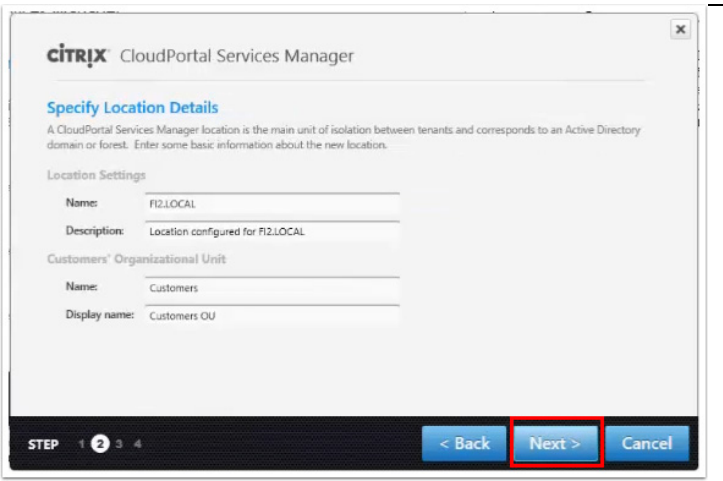 CITRIX CloudPortal Services Manager
Specify Location Details
A CloudPortal Services Manager location is the main unit of isolation between tenants and corresponds to an Active Directory
domain or forest. Enter some basic information about the new location.
Location Settings
Name: FI2.LOCAL
Description: Location configured for FI2.LOCAL
Customers' Organizational Unit
Name: Customers
Display name: Customers OU
STEP 1 2 3 4 < Back Next > Cancel